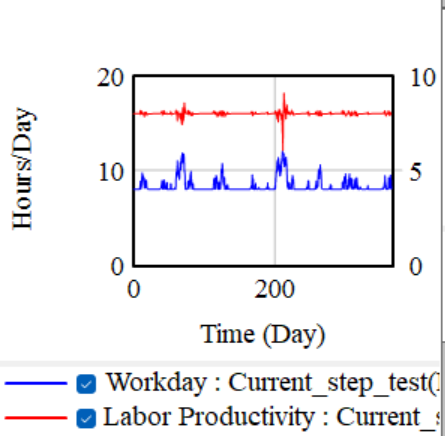 20
10
Hours/Day
10
5
0
0
0
200
Time (Day)
Workday : Current_step_test(
Labor Productivity : Current_